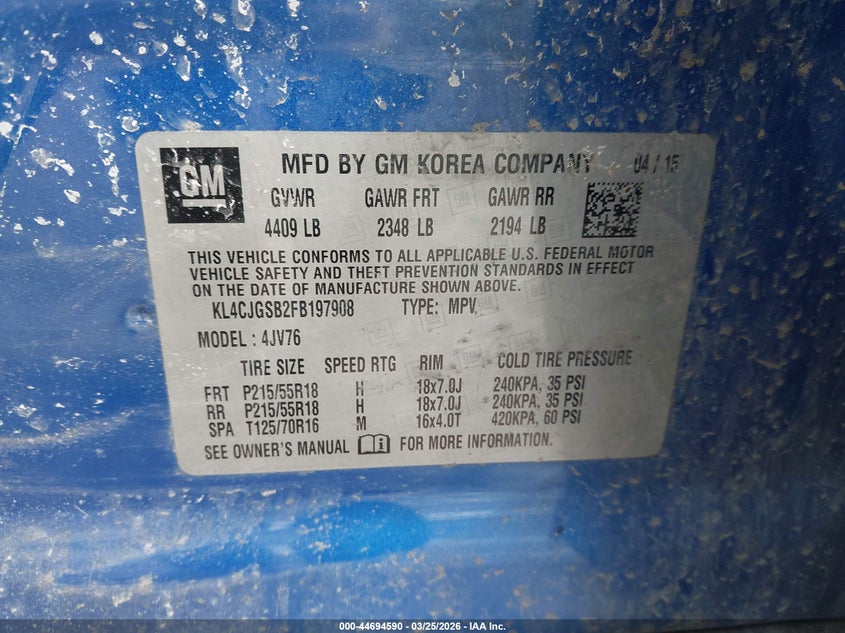 GM MFD BY GM KOREA COMPANY 04 / 15
GVWR GAWR FRT GAWR RR
4409 LB 2348 LB 2194 LB
THIS VEHICLE CONFORMS TO ALL APPLICABLE U.S. FEDERAL MOTOR
VEHICLE SAFETY AND THEFT PREVENTION STANDARDS IN EFFECT
ON THE DATE OF MANUFACTURE SHOWN ABOVE.
KL4CJGSB2FB197908 TYPE: MPV
MODEL : 4JV76
TIRE SIZE SPEED RTG RIM COLD TIRE PRESSURE
FRT P215/55R18 H 18x7.0J 240KPA, 35 PSI
RR P215/55R18 H 18x7.0J 240KPA, 35 PSI
SPA T125/70R16 M 16x4.0T 420KPA, 60 PSI
SEE OWNER'S MANUAL FOR MORE INFORMATION.
000-44694590 — 03/25/2026 — IAA Inc.